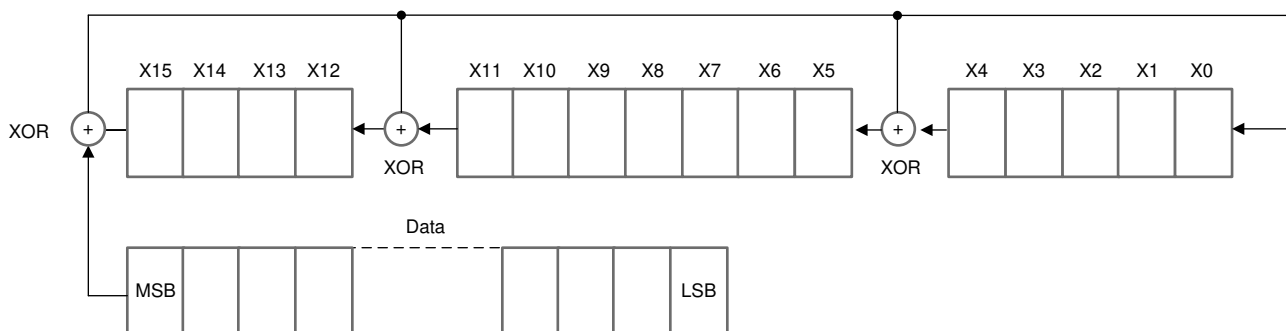 X15 X14 X13 X12 X11 X10 X9 X8 X7 X6 X5 X4 X3 X2 X1 X0
XOR + + +
XOR XOR
Data
MSB LSB